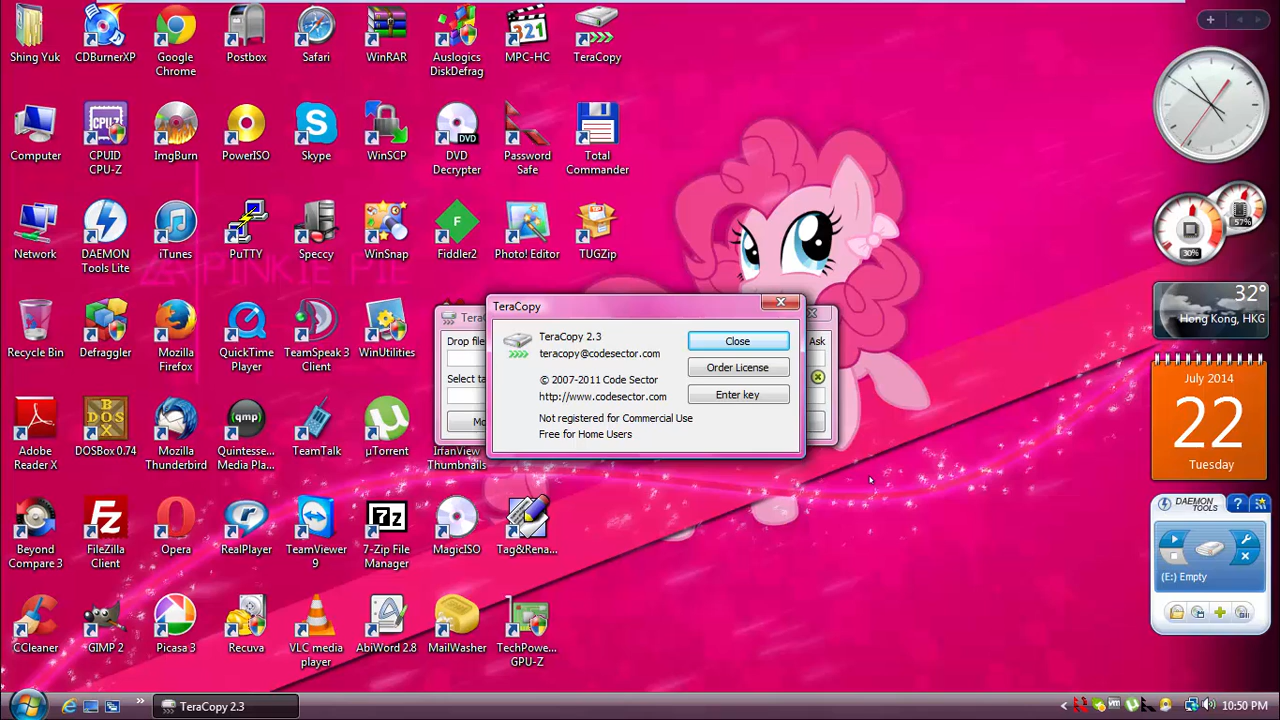 Shing Yuk
CDBurnerXP
Google
Chrome
Postbox
Safari
WinRAR
Auslogics
DiskDefrag
MPC-HC
TeraCopy
Computer
CPUID
CPU-Z
ImgBurn
PowerISO
Skype
WinSCP
DVD
Decrypter
Password
Safe
Total
Commander
Network
DAEMON
Tools Lite
iTunes
PuTTY
Speccy
WinSnap
Fiddler2
Photo! Editor
TUGZip
PINKIE PIE
Recycle Bin
Defraggler
Mozilla
Firefox
QuickTime
Player
TeamSpeak 3
Client
WinUtilities
Adobe
Reader X
DOSBox 0.74
Mozilla
Thunderbird
Quintesse...
Media Pla...
TeamTalk
µTorrent
IrfanView
Thumbnails
Beyond
Compare 3
FileZilla
Client
Opera
RealPlayer
TeamViewer
9
7-Zip File
Manager
MagicISO
Tag&Rena...
CCleaner
GIMP 2
Picasa 3
Recuva
VLC media
player
AbiWord 2.8
MailWasher
TechPowe...
GPU-Z
Drop file
Ask
Select ta
Mo
TeraCopy
TeraCopy 2.3
teracopy@codesector.com
© 2007-2011 Code Sector
http://www.codesector.com
Not registered for Commercial Use
Free for Home Users
Close
Order License
Enter key
30%
57%
32°
Hong Kong, HKG
July 2014
22
Tuesday
DAEMON
TOOLS
(E:) Empty
TeraCopy 2.3
10:50 PM